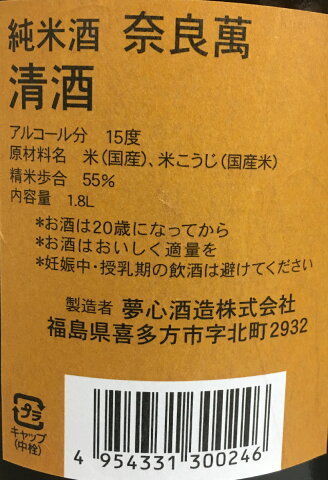 純米酒 奈良萬
清酒
アルコール分 15度
原材料名 米(国産)、米こうじ(国産米)
精米歩合 55%
内容量 1.8L
*お酒は20歳になってから
*お酒はおいしく適量を
*妊娠中・授乳期の飲酒は避けてください
製造者 夢心酒造株式会社
福島県喜多方市字北町2932
プラ
キャップ
(中栓)
4 954331 300246